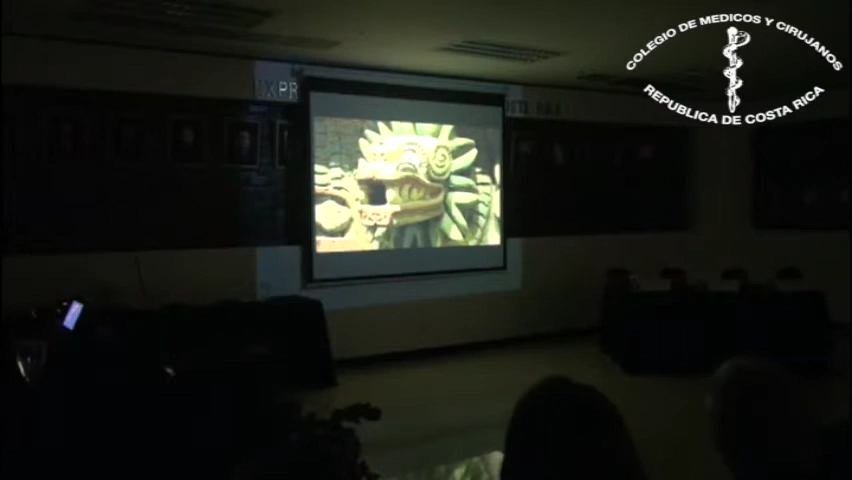 COLEGIO DE MEDICOS Y CIRUJANOS
REPUBLICA DE COSTA RICA